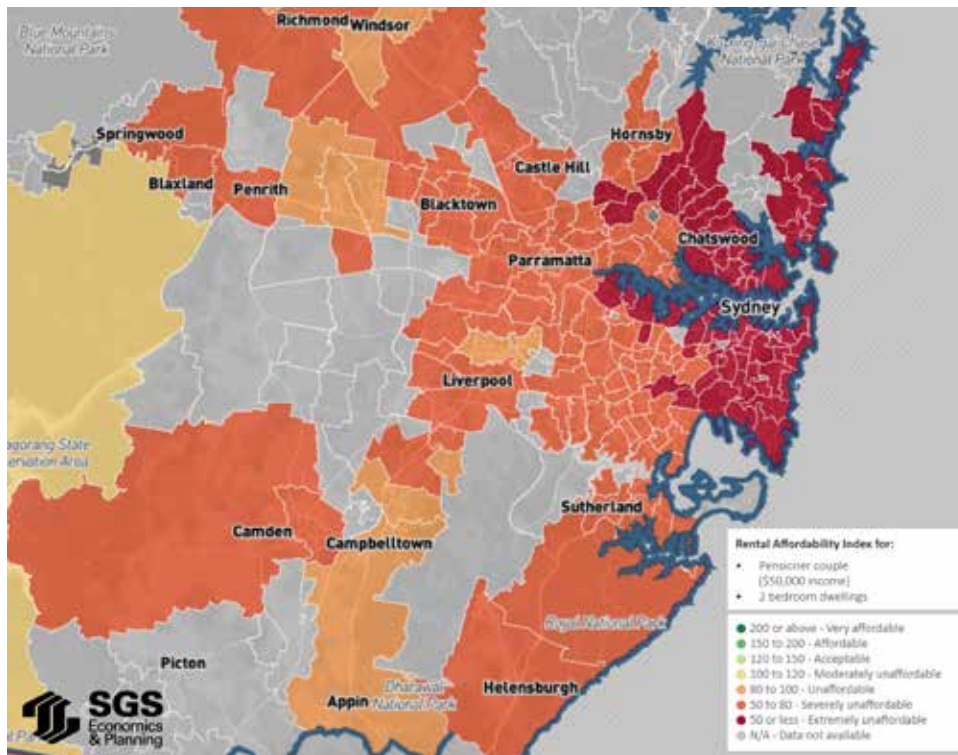 Richmond Windsor
Blue Mountains
National Park
National Park
Springwood
Hornsby
Castle Hill
Blaxland
Penrith
Blacktown
Chatswood
Parramatta
Sydney
Liverpool
agorang State
ervation Area
Sutherland
Camden
Campbelltown
Royal National Park
Picton
Dharawal
National Park
Appin
Helensburgh
Rental Affordability Index for:
• Pensioner couple
($50,000 income)
• 2 bedroom dwellings
200 or above - Very affordable
150 to 200 - Affordable
120 to 150 - Acceptable
100 to 120 - Moderately unaffordable
80 to 100 - Unaffordable
50 to 80 - Severely unaffordable
50 or less - Extremely unaffordable
N/A - Data not available
SGS
Economics
& Planning